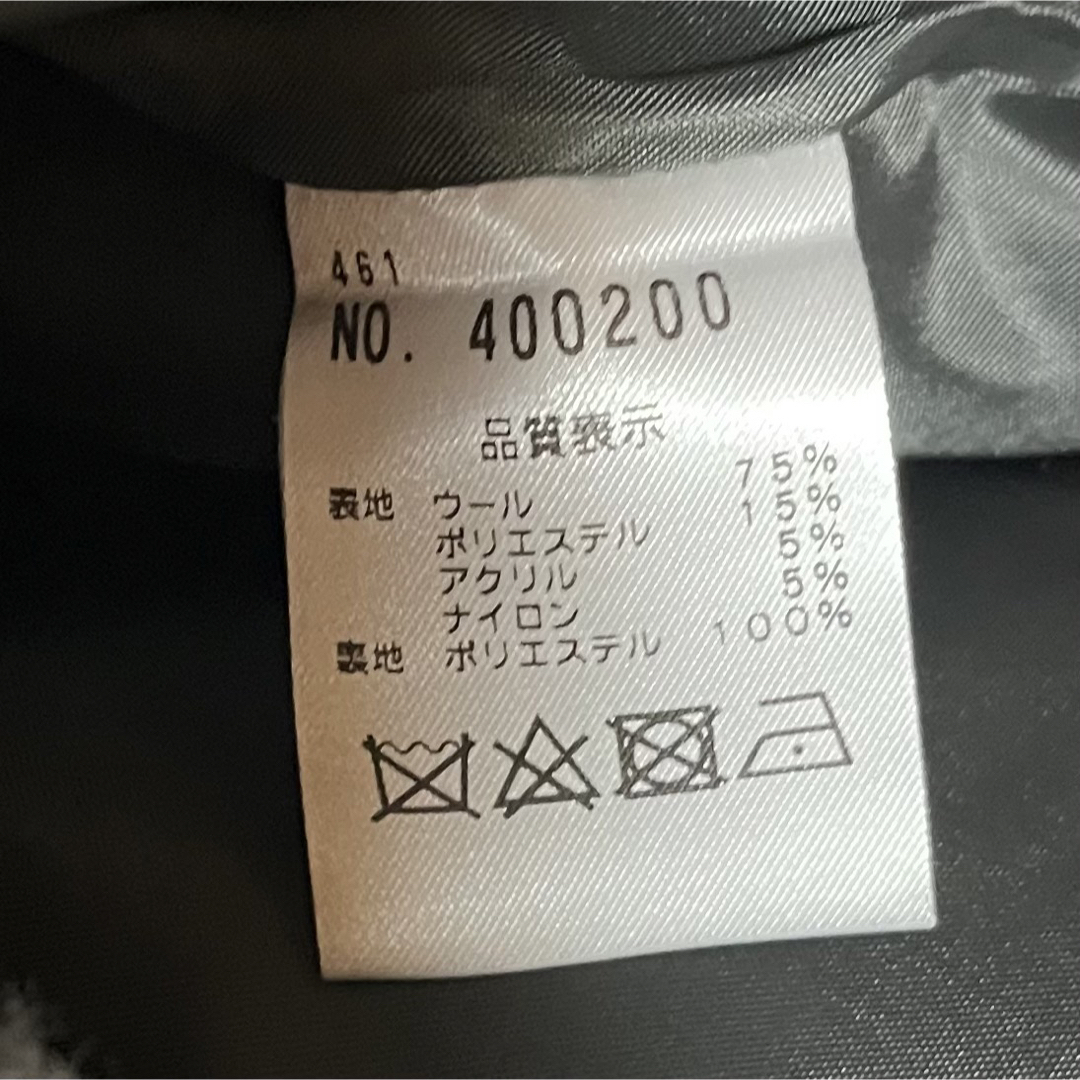 461
NO. 400200
品質表示
表地 ウール 75%
ポリエステル 15%
アクリル 5%
ナイロン 5%
裏地 ポリエステル 100%